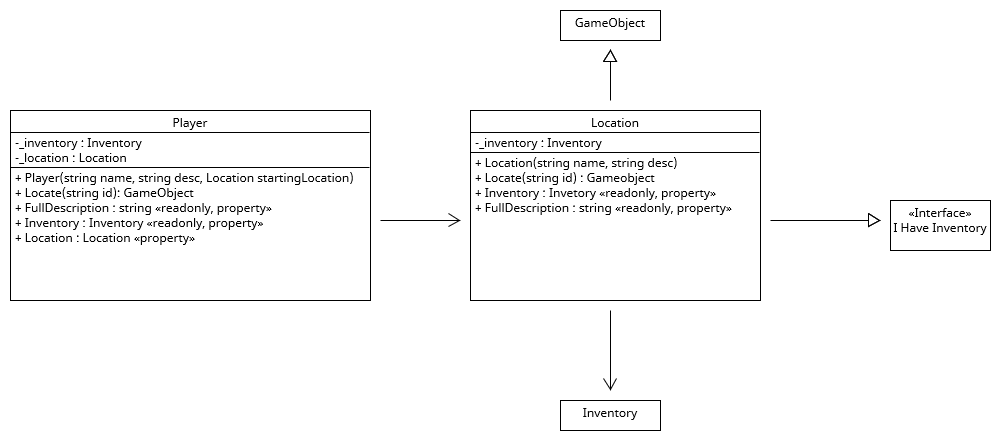 GameObject
Player
-_inventory : Inventory
-_location : Location
+ Player(string name, string desc, Location startingLocation)
+ Locate(string id): GameObject
+ FullDescription : string «readonly, property»
+ Inventory : Inventory «readonly, property»
+ Location : Location «property»
Location
-_inventory : Inventory
+ Location(string name, string desc)
+ Locate(string id) : Gameobject
+ Inventory : Invetory «readonly, property»
+ FullDescription : string «readonly, property»
«Interface»
I Have Inventory
Inventory